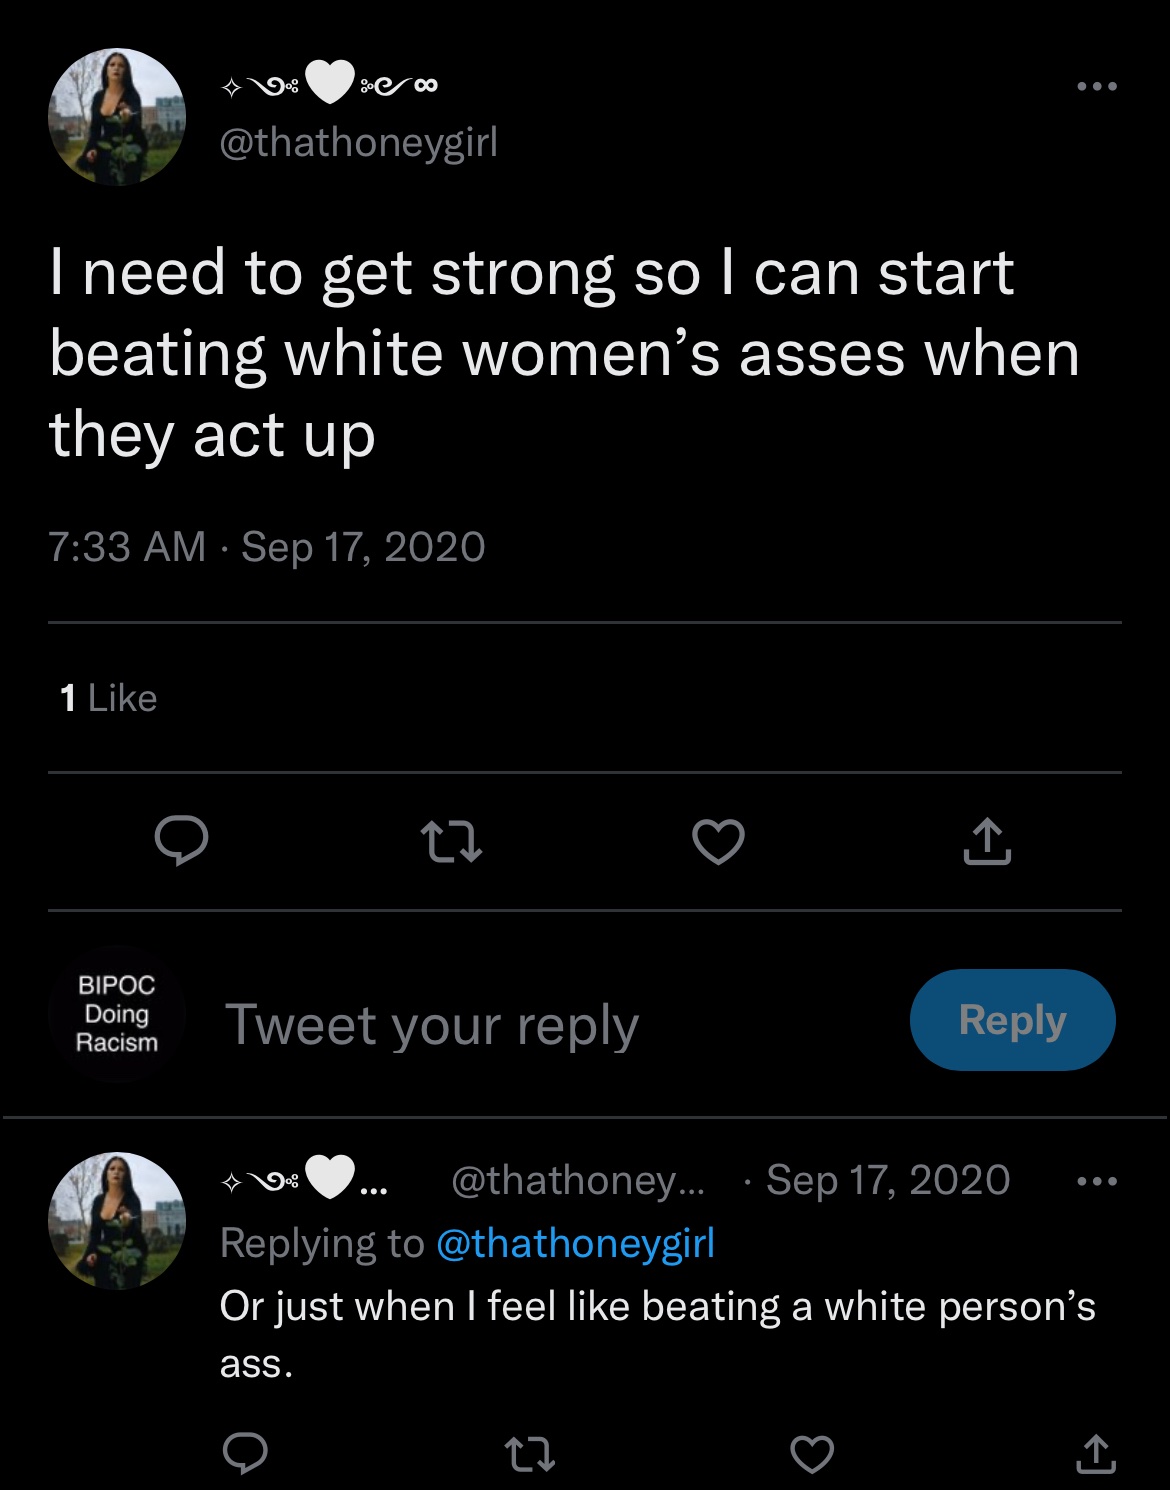 ✧༺🤍༻∞
@thathoneygirl
I need to get strong so I can start
beating white women’s asses when
they act up
7:33 AM · Sep 17, 2020
1 Like
BIPOC
Doing
Racism
Tweet your reply
Reply
✧༺🤍... @thathoney... · Sep 17, 2020
Replying to @thathoneygirl
Or just when I feel like beating a white person’s
ass.